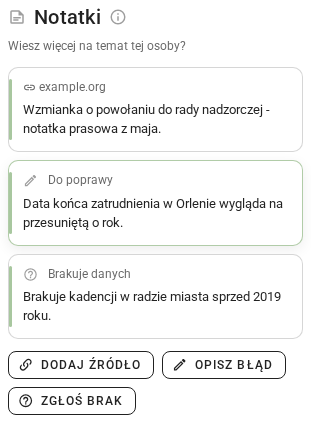 Notatki
Wiesz więcej na temat tej osoby?
example.org
Wzmianka o powołaniu do rady nadzorczej -
notatka prasowa z maja.
Do poprawy
Data końca zatrudnienia w Orlenie wygląda na
przesuniętą o rok.
Brakuje danych
Brakuje kadencji w radzie miasta sprzed 2019
roku.
DODAJ ŹRÓDŁO
OPISZ BŁĄD
ZGŁOŚ BRAK